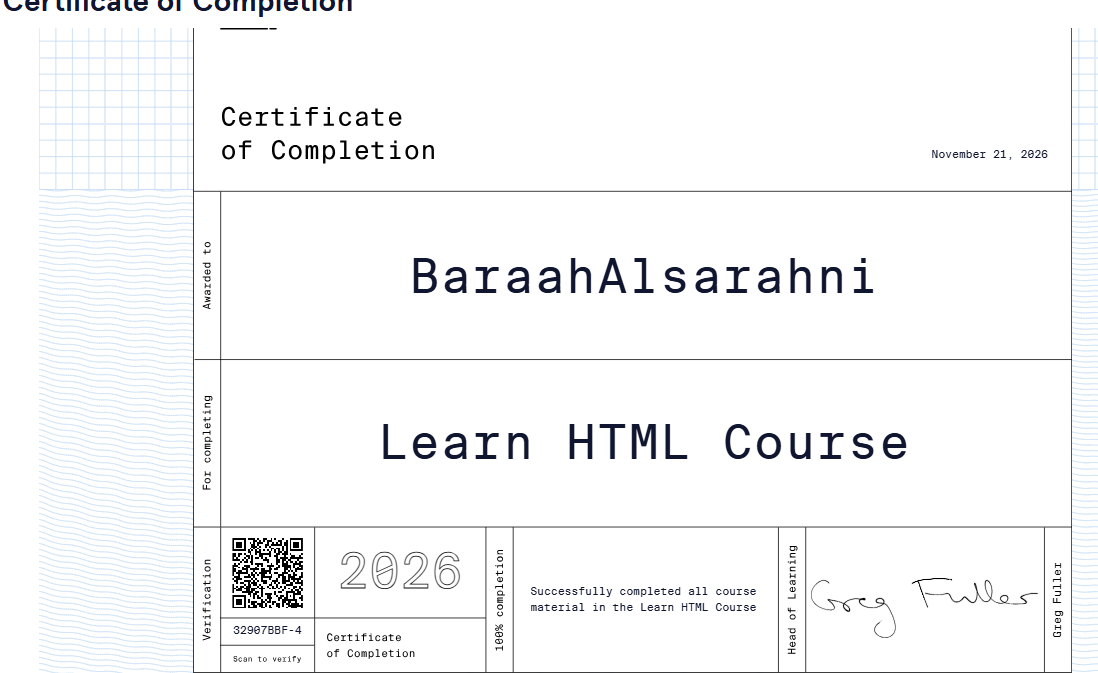 Certificate of Completion
Certificate
of Completion
November 21, 2026
Awarded to
BaraahAlsarahni
For completing
Learn HTML Course
Verification
32907BBF-4
Scan to verify
2026
Certificate
of Completion
100% completion
Successfully completed all course
material in the Learn HTML Course
Head of Learning
Greg Fuller
Greg Fuller